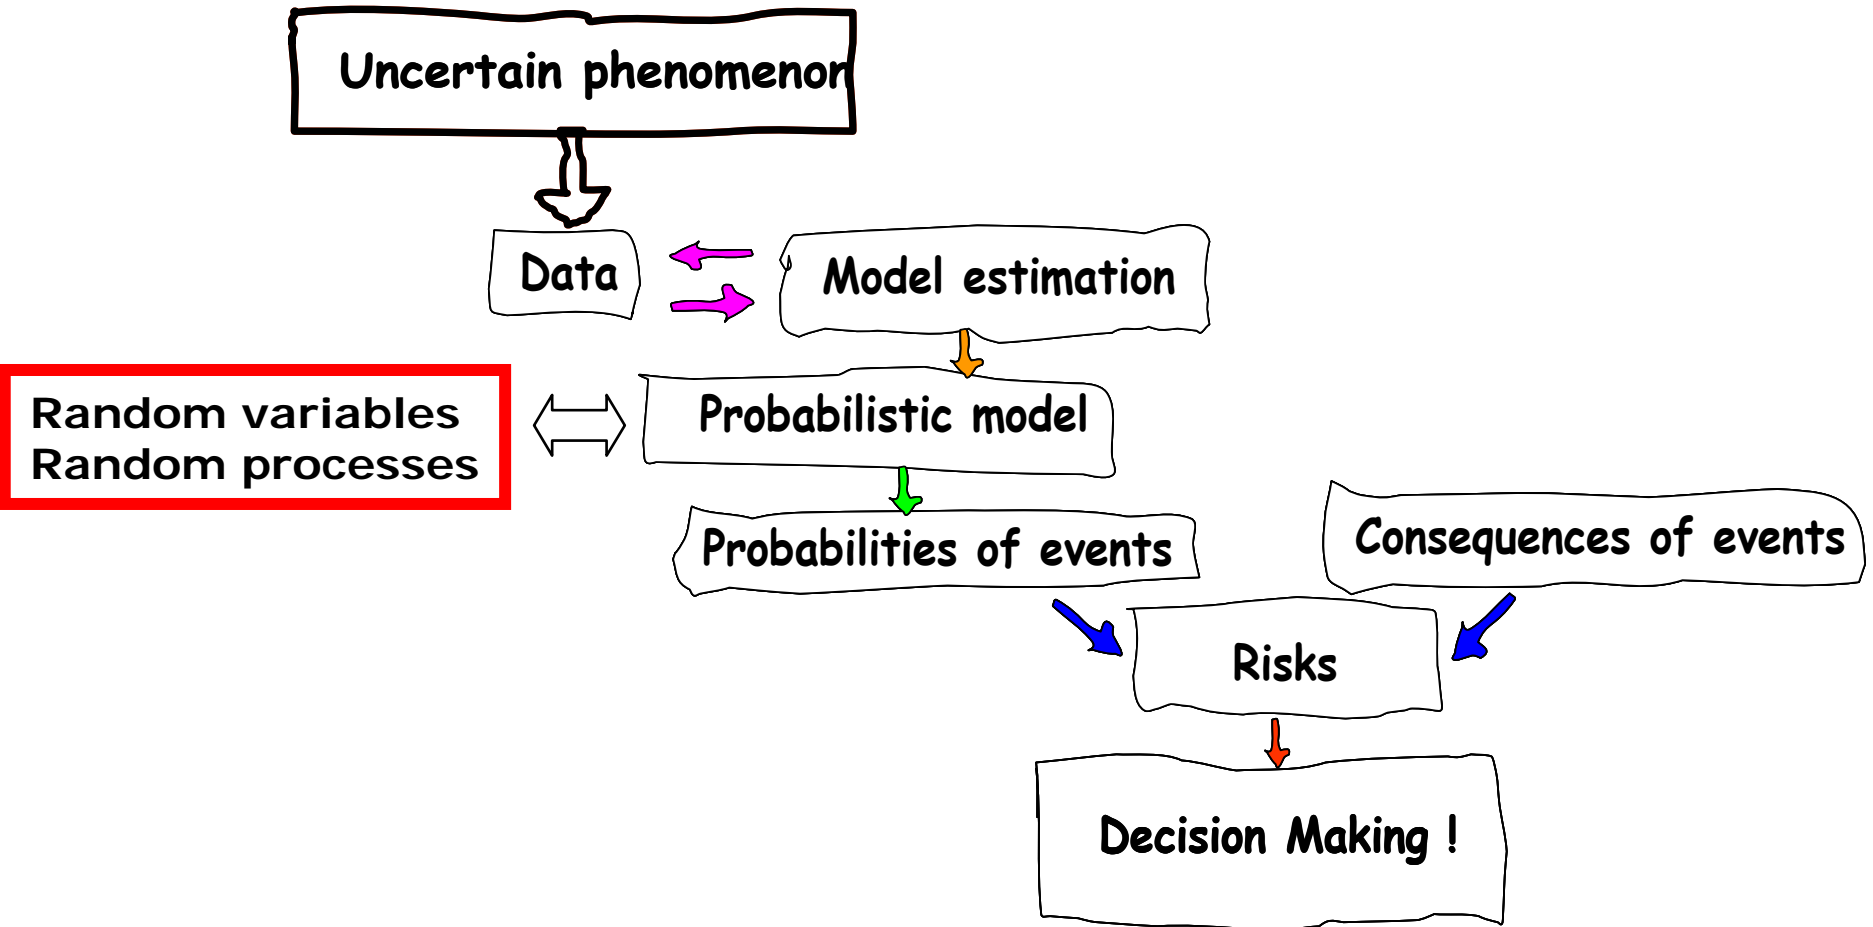 Uncertain phenomenon
Data
Model estimation
Random variables
Random processes
Probabilistic model
Probabilities of events
Consequences of events
Risks
Decision Making !